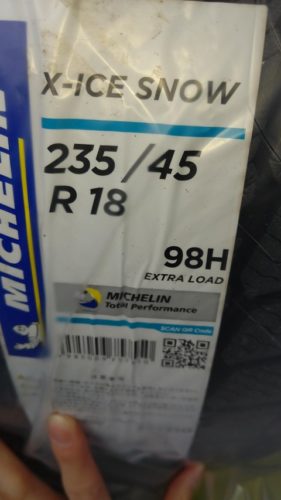 X-ICE SNOW
235/45
R 18
98H
EXTRA LOAD
MICHELIN
Total Performance
SCAN QR Code
MICHELIN